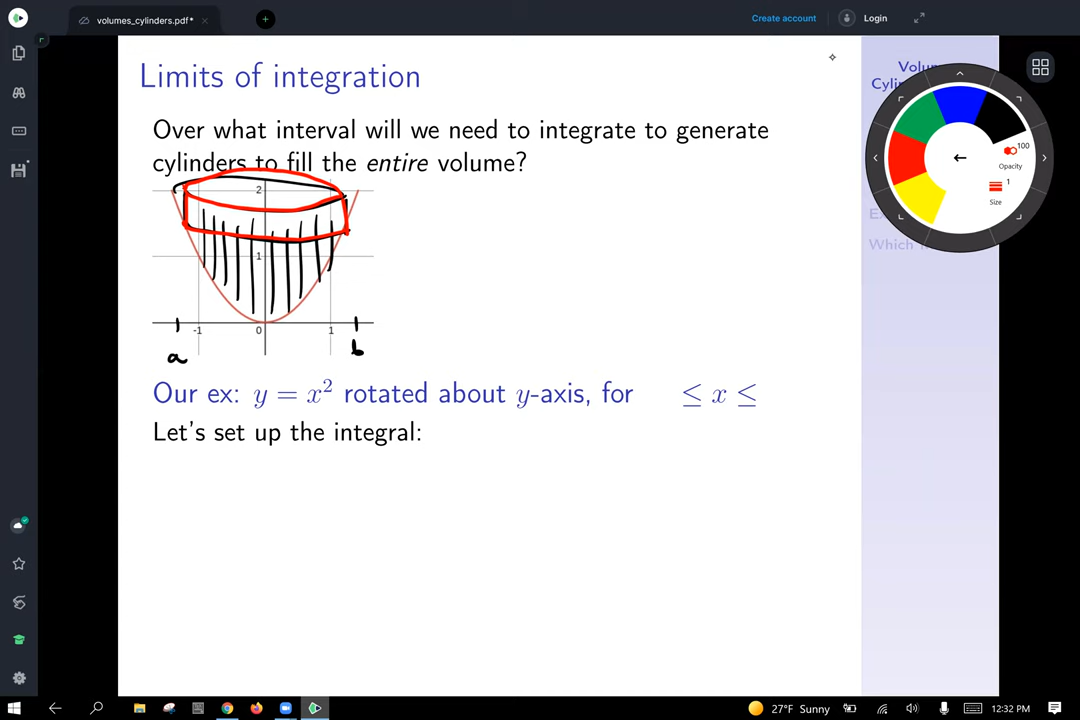 volumes_cylinders.pdf*
Create account
Login
Limits of integration
Over what interval will we need to integrate to generate
cylinders to fill the entire volume?
2
1
-1
0
1
a
b
Our ex: y = x² rotated about y-axis, for ≤ x ≤
Let's set up the integral:
100
Opacity
1
Size
Which
27°F Sunny
12:32 PM